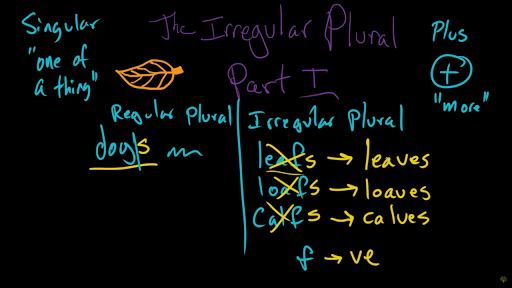 Singular
"one of
a thing"
The Irregular Plural
Part I
Plus
+
"more"
Regular Plural
dog|s
Irregular Plural
leafs → leaves
loafs → loaves
Calfs → calves
f → ve